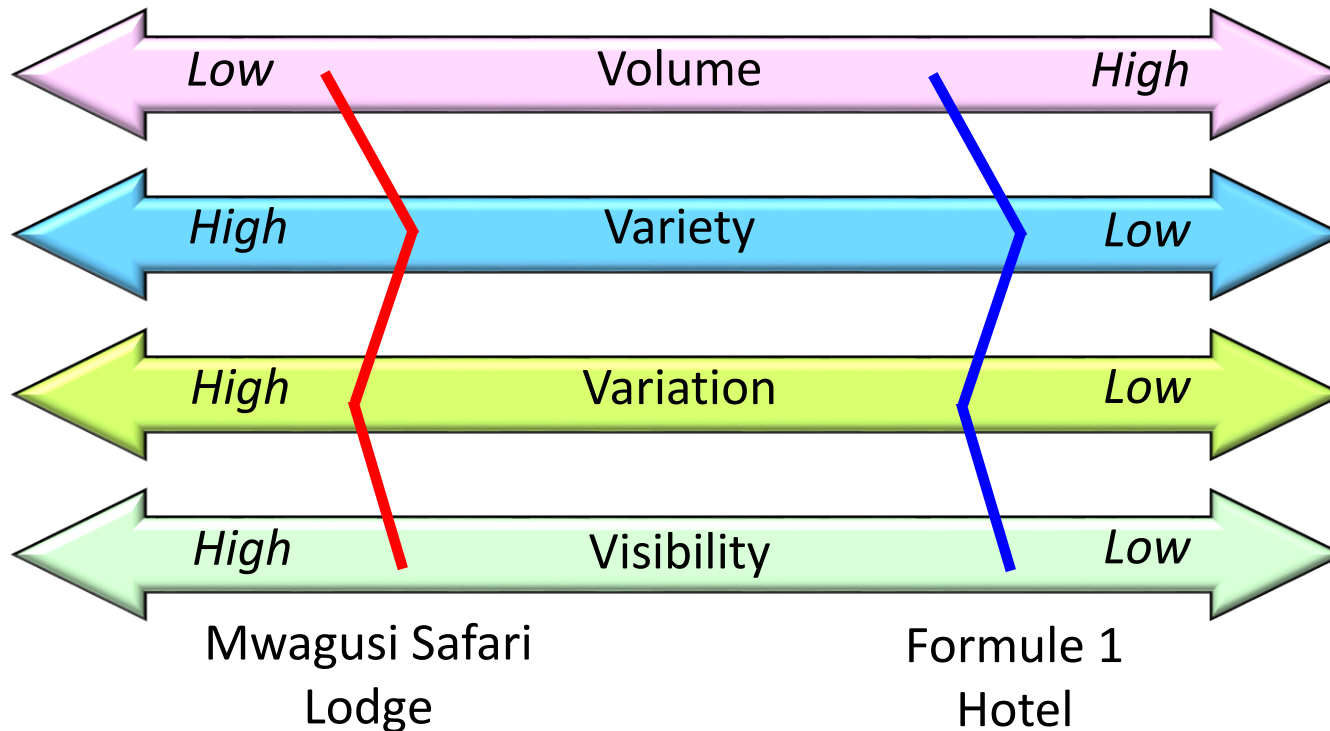 Low Volume High
High Variety Low
High Variation Low
High Visibility Low
Mwagusi Safari
Lodge
Formule 1
Hotel